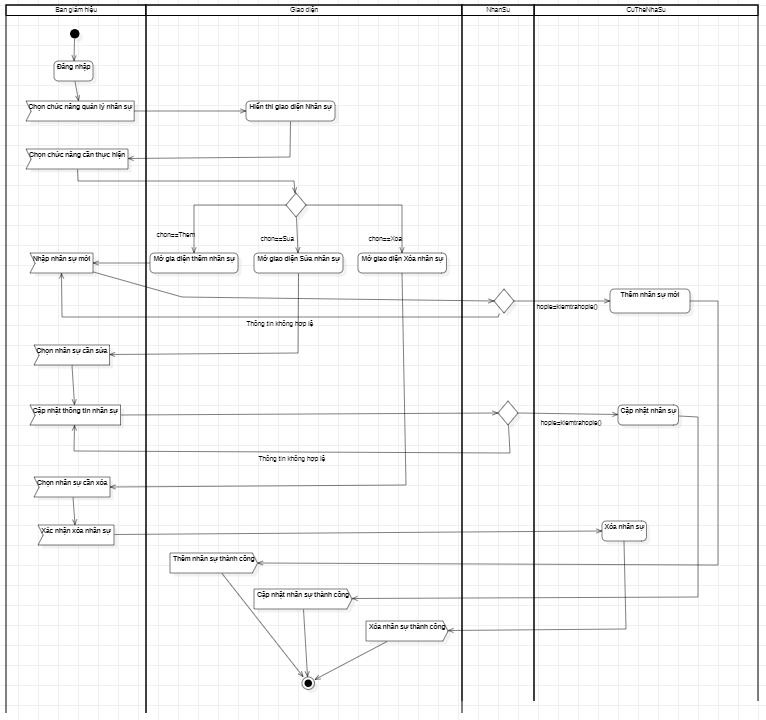 Ban giám hiệu
Giao diện
NhanSu
CuTheNhaSu
Đăng nhập
Chọn chức năng quản lý nhân sự
Hiển thị giao diện Nhân sự
Chọn chức năng cần thực hiện
chon==Them
chon==Sua
chon==Xoa
Nhập nhân sự mới
Mở gia diện thêm nhân sự
Mở giao diện Sửa nhân sự
Mở giao diện Xóa nhân sự
Thêm nhân sự mới
hople=kiemtrahople()
Thông tin không hợp lệ
Chọn nhân sự cần sửa
Cập nhật thông tin nhân sự
Cập nhật nhân sự
hople=kiemtrahople()
Thông tin không hợp lệ
Chọn nhân sự cần xóa
Xác nhận xóa nhân sự
Xóa nhân sự
Thêm nhân sự thành công
Cập nhật nhân sự thành công
Xóa nhân sự thành công